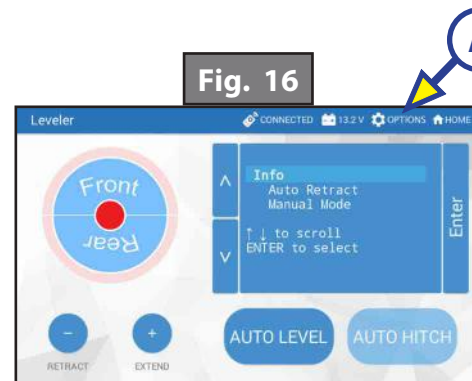 Fig. 16
Leveler
CONNECTED 13.2 V OPTIONS HOME
Front
Rear
Info
Auto Retract
Manual Mode
↑↓ to scroll
ENTER to select
Enter
RETRACT
EXTEND
AUTO LEVEL
AUTO HITCH